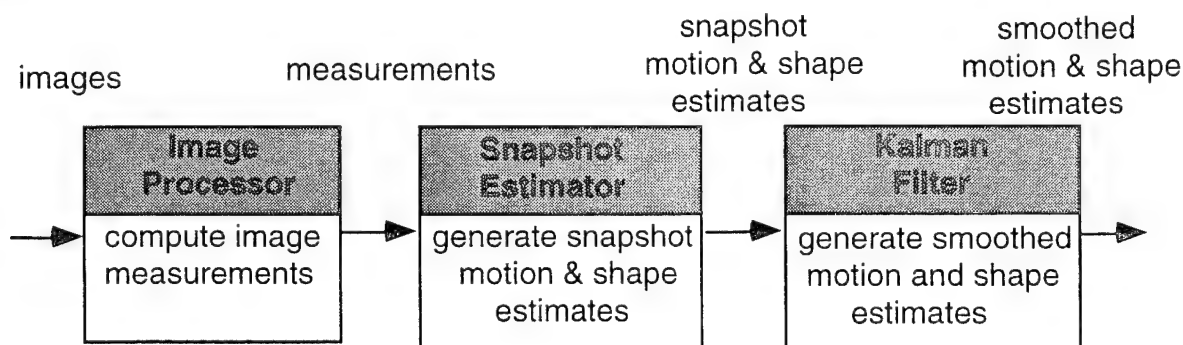 images
measurements
snapshot
motion & shape
estimates
smoothed
motion & shape
estimates
Image
Processor
compute image
measurements
Snapshot
Estimator
generate snapshot
motion & shape
estimates
Kalman
Filter
generate smoothed
motion and shape
estimates